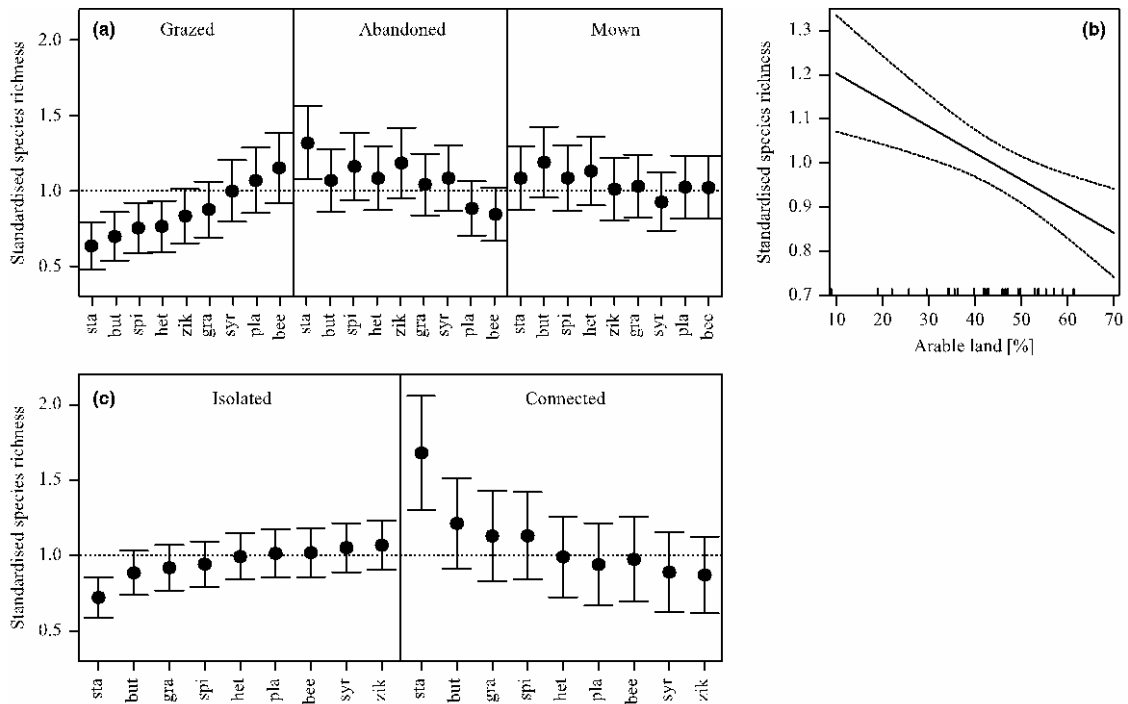 (a)
Grazed
Abandoned
Mown
Standardised species richness
2.0
1.5
1.0
0.5
sta but spi het zik gra syr pla bee
sta but spi het zik gra syr pla bee
sta but spi het zik gra syr pla bee
(b)
Standardised species richness
1.3
1.2
1.1
1.0
0.9
0.8
0.7
10 20 30 40 50 60 70
Arable land [%]
(c)
Isolated
Connected
Standardised species richness
2.0
1.5
1.0
0.5
sta but gra spi het pla bee syr zik
sta but gra spi het pla bee syr zik